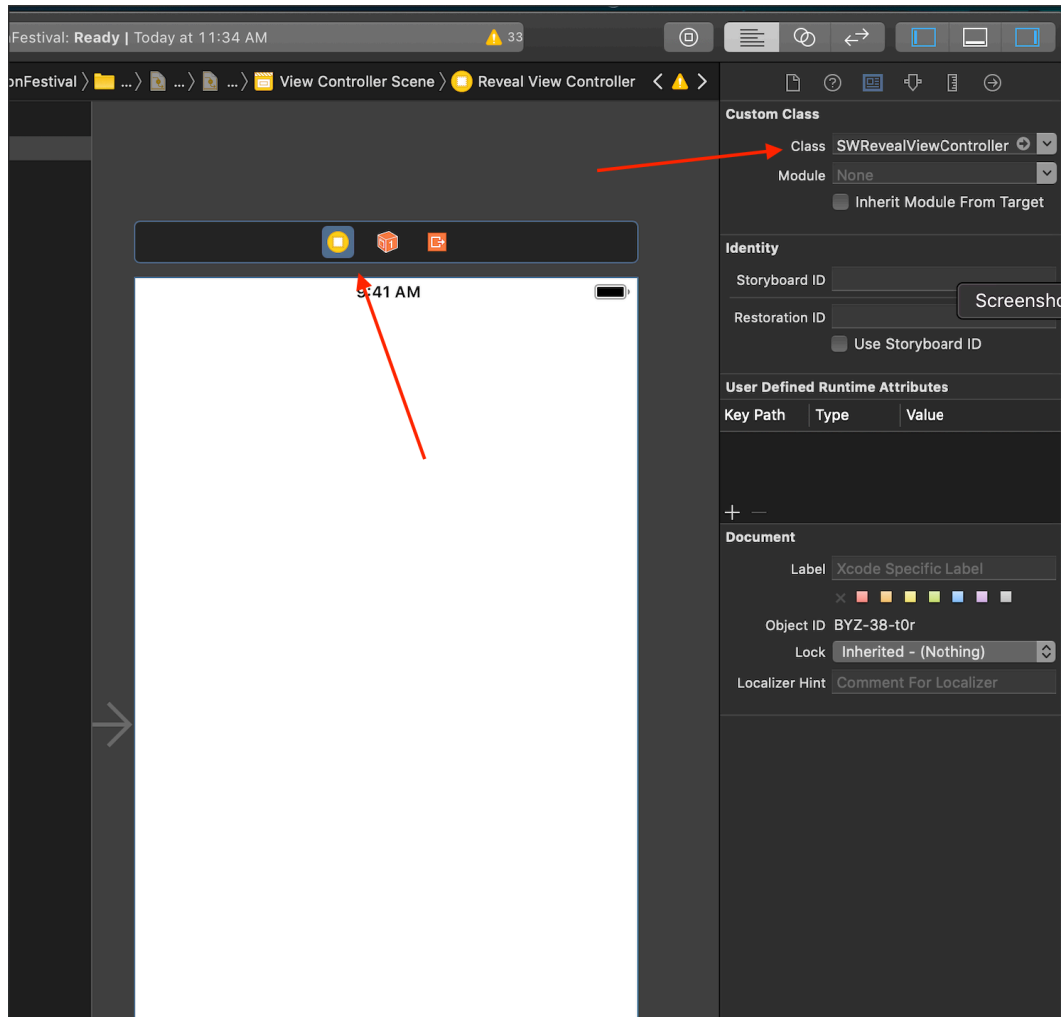 Festival: Ready | Today at 11:34 AM
33
onFestival
...
...
...
View Controller Scene
Reveal View Controller
Custom Class
Class SWRevealViewController
Module None
Inherit Module From Target
9:41 AM
Identity
Storyboard ID
Screensho
Restoration ID
Use Storyboard ID
User Defined Runtime Attributes
Key Path Type Value
Document
Label Xcode Specific Label
Object ID BYZ-38-t0r
Lock Inherited - (Nothing)
Localizer Hint Comment For Localizer